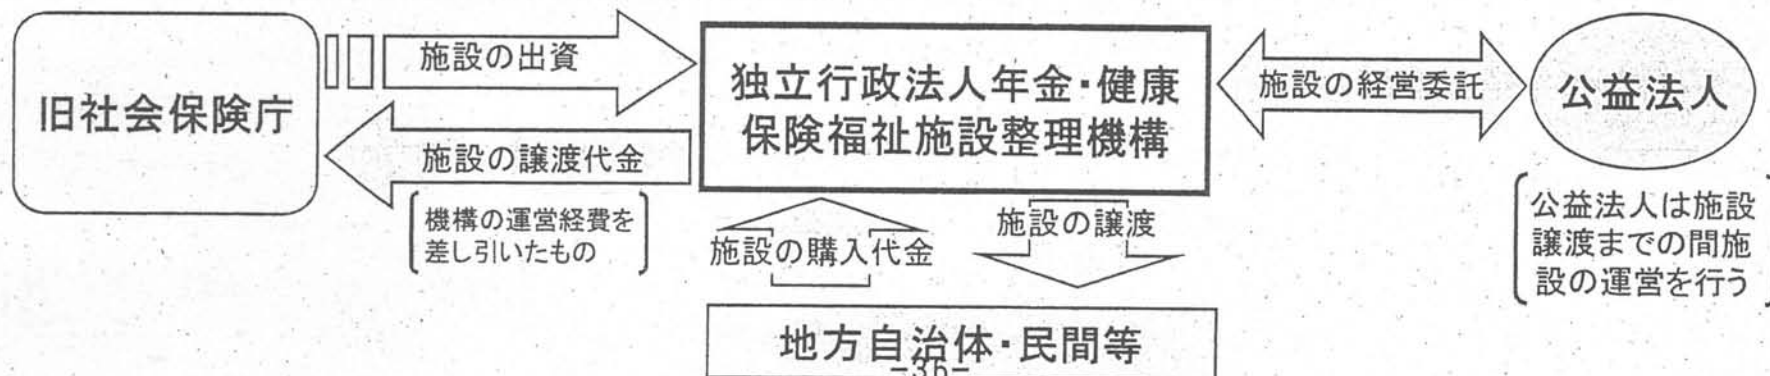 旧社会保険庁
施設の出資
施設の譲渡代金
機構の運営経費を
差し引いたもの
独立行政法人年金・健康
保険福祉施設整理機構
施設の経営委託
公益法人
公益法人は施設
譲渡までの間施
設の運営を行う
施設の購入代金
施設の譲渡
地方自治体・民間等
-36-